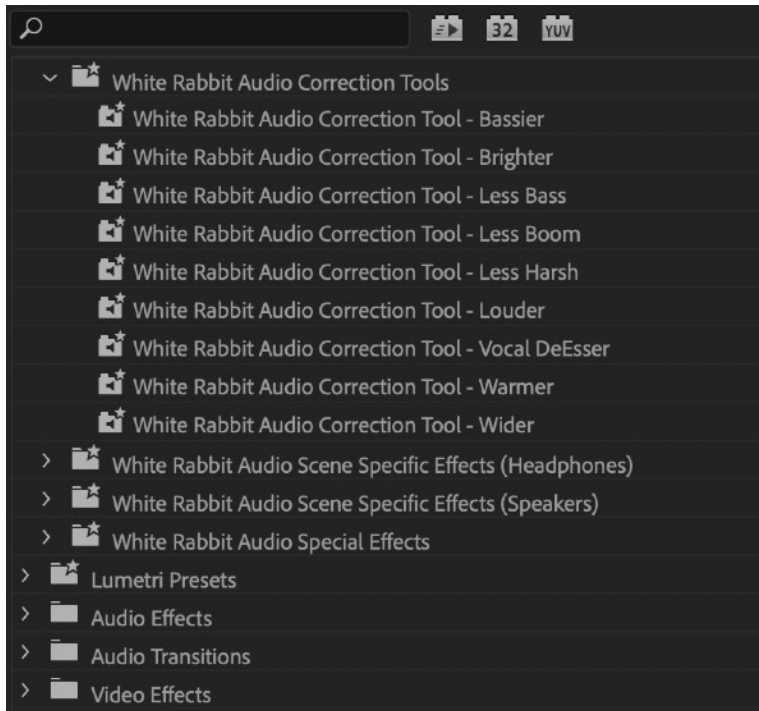 32 YUV
White Rabbit Audio Correction Tools
White Rabbit Audio Correction Tool - Bassier
White Rabbit Audio Correction Tool - Brighter
White Rabbit Audio Correction Tool - Less Bass
White Rabbit Audio Correction Tool - Less Boom
White Rabbit Audio Correction Tool - Less Harsh
White Rabbit Audio Correction Tool - Louder
White Rabbit Audio Correction Tool - Vocal DeEsser
White Rabbit Audio Correction Tool - Warmer
White Rabbit Audio Correction Tool - Wider
White Rabbit Audio Scene Specific Effects (Headphones)
White Rabbit Audio Scene Specific Effects (Speakers)
White Rabbit Audio Special Effects
Lumetri Presets
Audio Effects
Audio Transitions
Video Effects